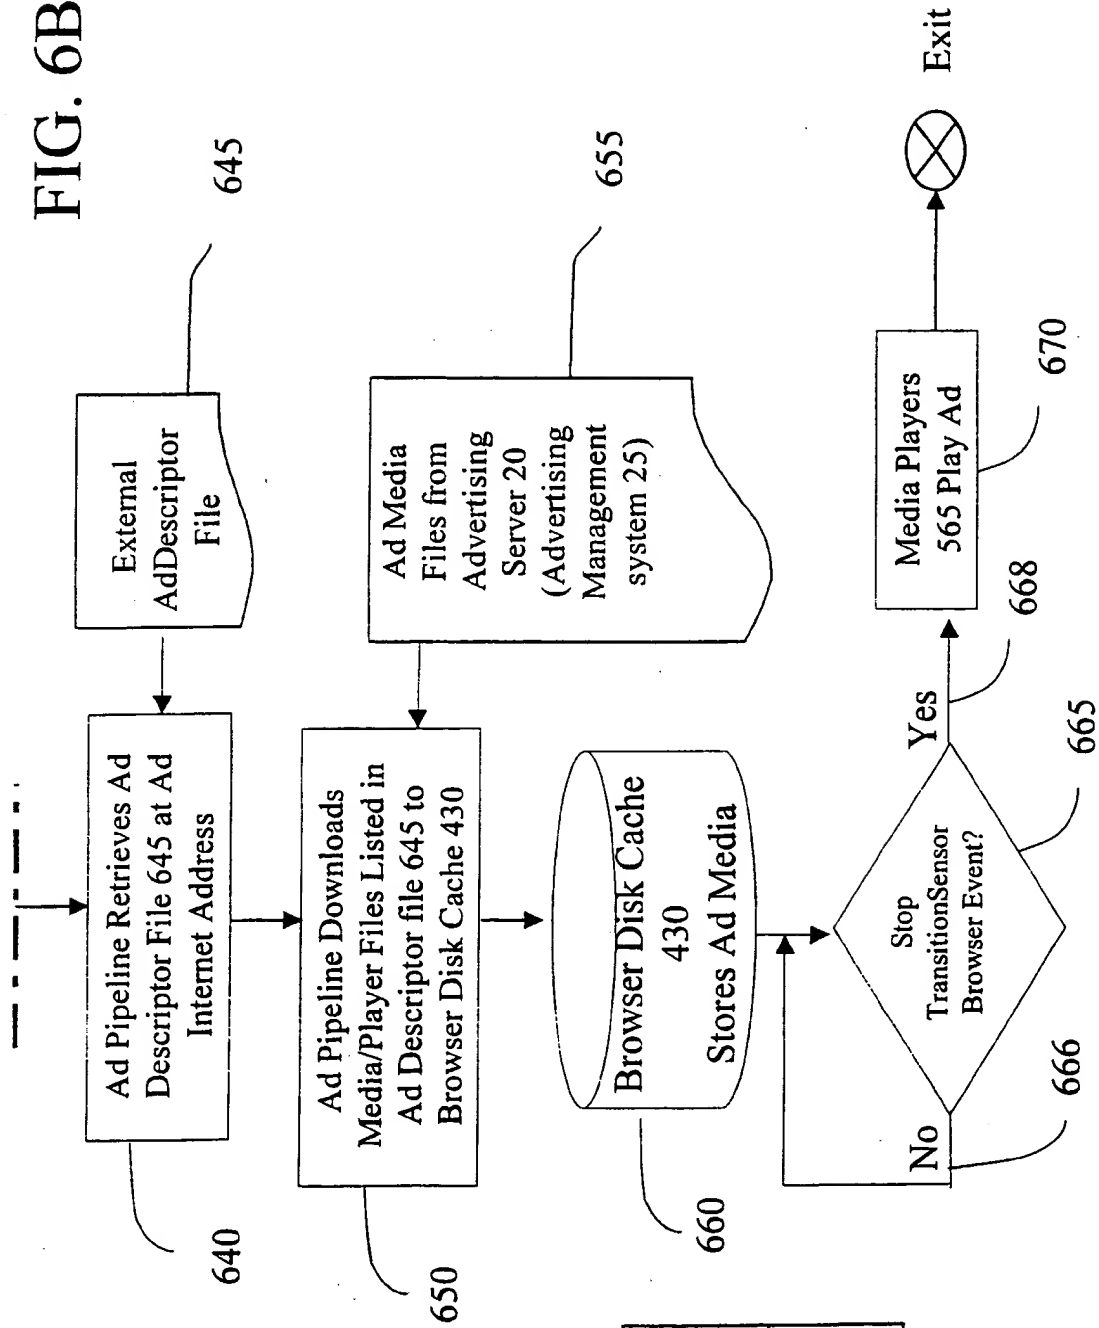 FIG. 6B
External
AdDescriptor
File
645
Ad Pipeline Retrieves Ad
Descriptor File 645 at Ad
Internet Address
640
Ad Media
Files from
Advertising
Server 20
(Advertising
Management
system 25)
655
Ad Pipeline Downloads
Media/Player Files Listed in
Ad Descriptor file 645 to
Browser Disk Cache 430
650
Browser Disk Cache
430
Stores Ad Media
660
Stop
TransitionSensor
Browser Event?
665
No
666
Yes
668
Media Players
565 Play Ad
670
Exit